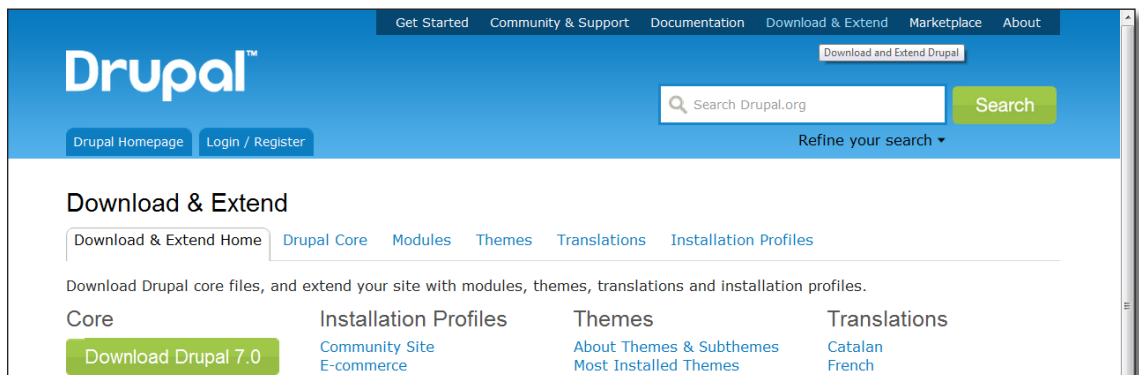 Get Started Community & Support Documentation Download & Extend Marketplace About
Download and Extend Drupal
Drupal™
Search Drupal.org Search
Refine your search
Drupal Homepage Login / Register
Download & Extend
Download & Extend Home Drupal Core Modules Themes Translations Installation Profiles
Download Drupal core files, and extend your site with modules, themes, translations and installation profiles.
Core Installation Profiles Themes Translations
Download Drupal 7.0 Community Site About Themes & Subthemes Catalan
E-commerce Most Installed Themes French